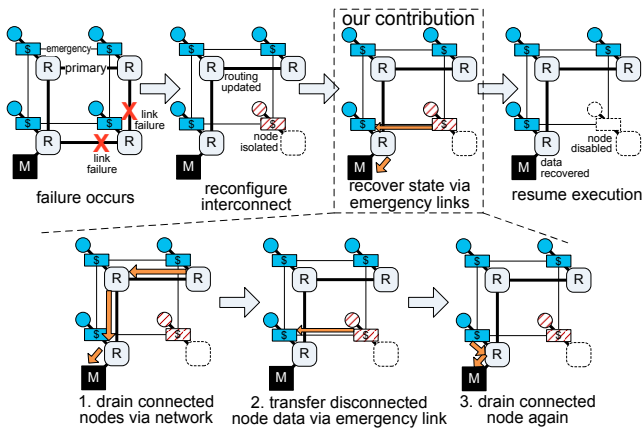 our contribution
$ emergency $
R primary R
link
failure
$ $
R R
link
failure
M
failure occurs
$ $
R R
routing
updated
$ $
node
isolated
R
M
reconfigure
interconnect
$ $
R R
$ $
R
M
recover state via
emergency links
$ $
R R
$
node
disabled
R
data
recovered
M
resume execution
$ $
R R
$ $
R
M
1. drain connected
nodes via network
$ $
R R
$ $
R
M
2. transfer disconnected
node data via emergency link
$ $
R R
$ $
R
M
3. drain connected
node again